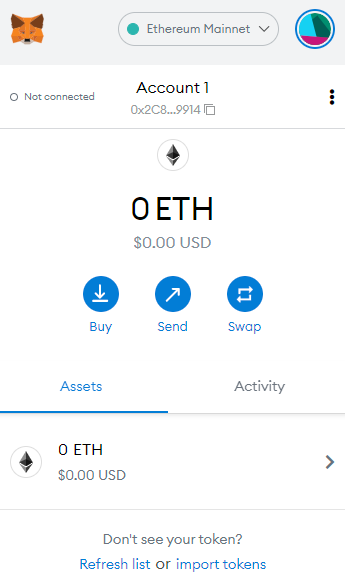 Ethereum Mainnet
Not connected
Account 1
0x2C8...9914
0 ETH
$0.00 USD
Buy
Send
Swap
Assets
Activity
0 ETH
$0.00 USD
Don't see your token?
Refresh list or import tokens